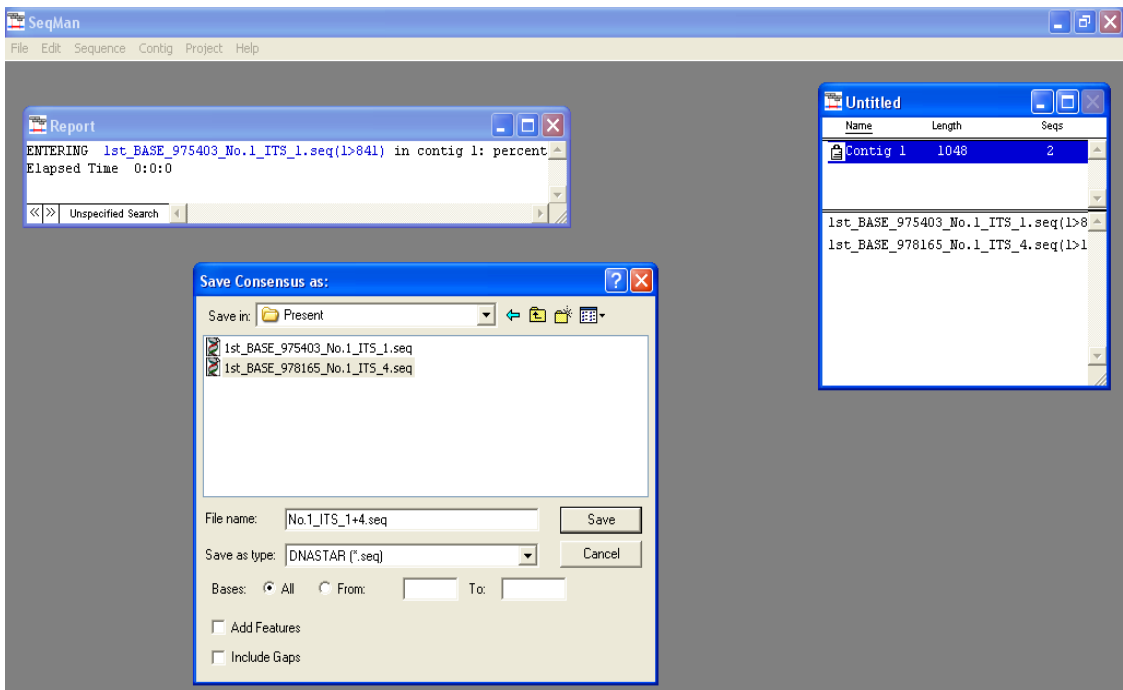 SeqMan
File Edit Sequence Contig Project Help
Report
ENTERING 1st_BASE_975403_No.1_ITS_1.seq(1>841) in contig 1: percent
Elapsed Time 0:0:0
Unspecified Search
Untitled
Name Length Seqs
Contig 1 1048 2
1st_BASE_975403_No.1_ITS_1.seq(1>8
1st_BASE_978165_No.1_ITS_4.seq(1>1
Save Consensus as:
Save in: Present
1st_BASE_975403_No.1_ITS_1.seq
1st_BASE_978165_No.1_ITS_4.seq
File name: No.1_ITS_1+4.seq Save
Save as type: DNASTAR (*.seq) Cancel
Bases: All From: To:
Add Features
Include Gaps